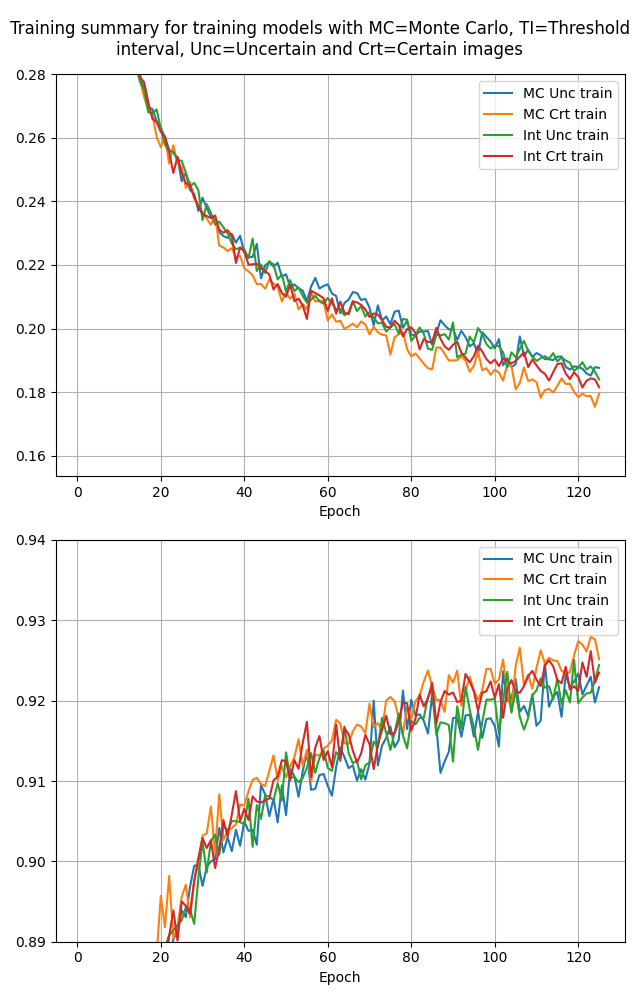 Training summary for training models with MC=Monte Carlo, TI=Threshold
interval, Unc=Uncertain and Crt=Certain images
0.28
0.26
0.24
0.22
0.20
0.18
0.16
MC Unc train
MC Crt train
Int Unc train
Int Crt train
0 20 40 60 80 100 120
Epoch
0.94
0.93
0.92
0.91
0.90
0.89
MC Unc train
MC Crt train
Int Unc train
Int Crt train
0 20 40 60 80 100 120
Epoch